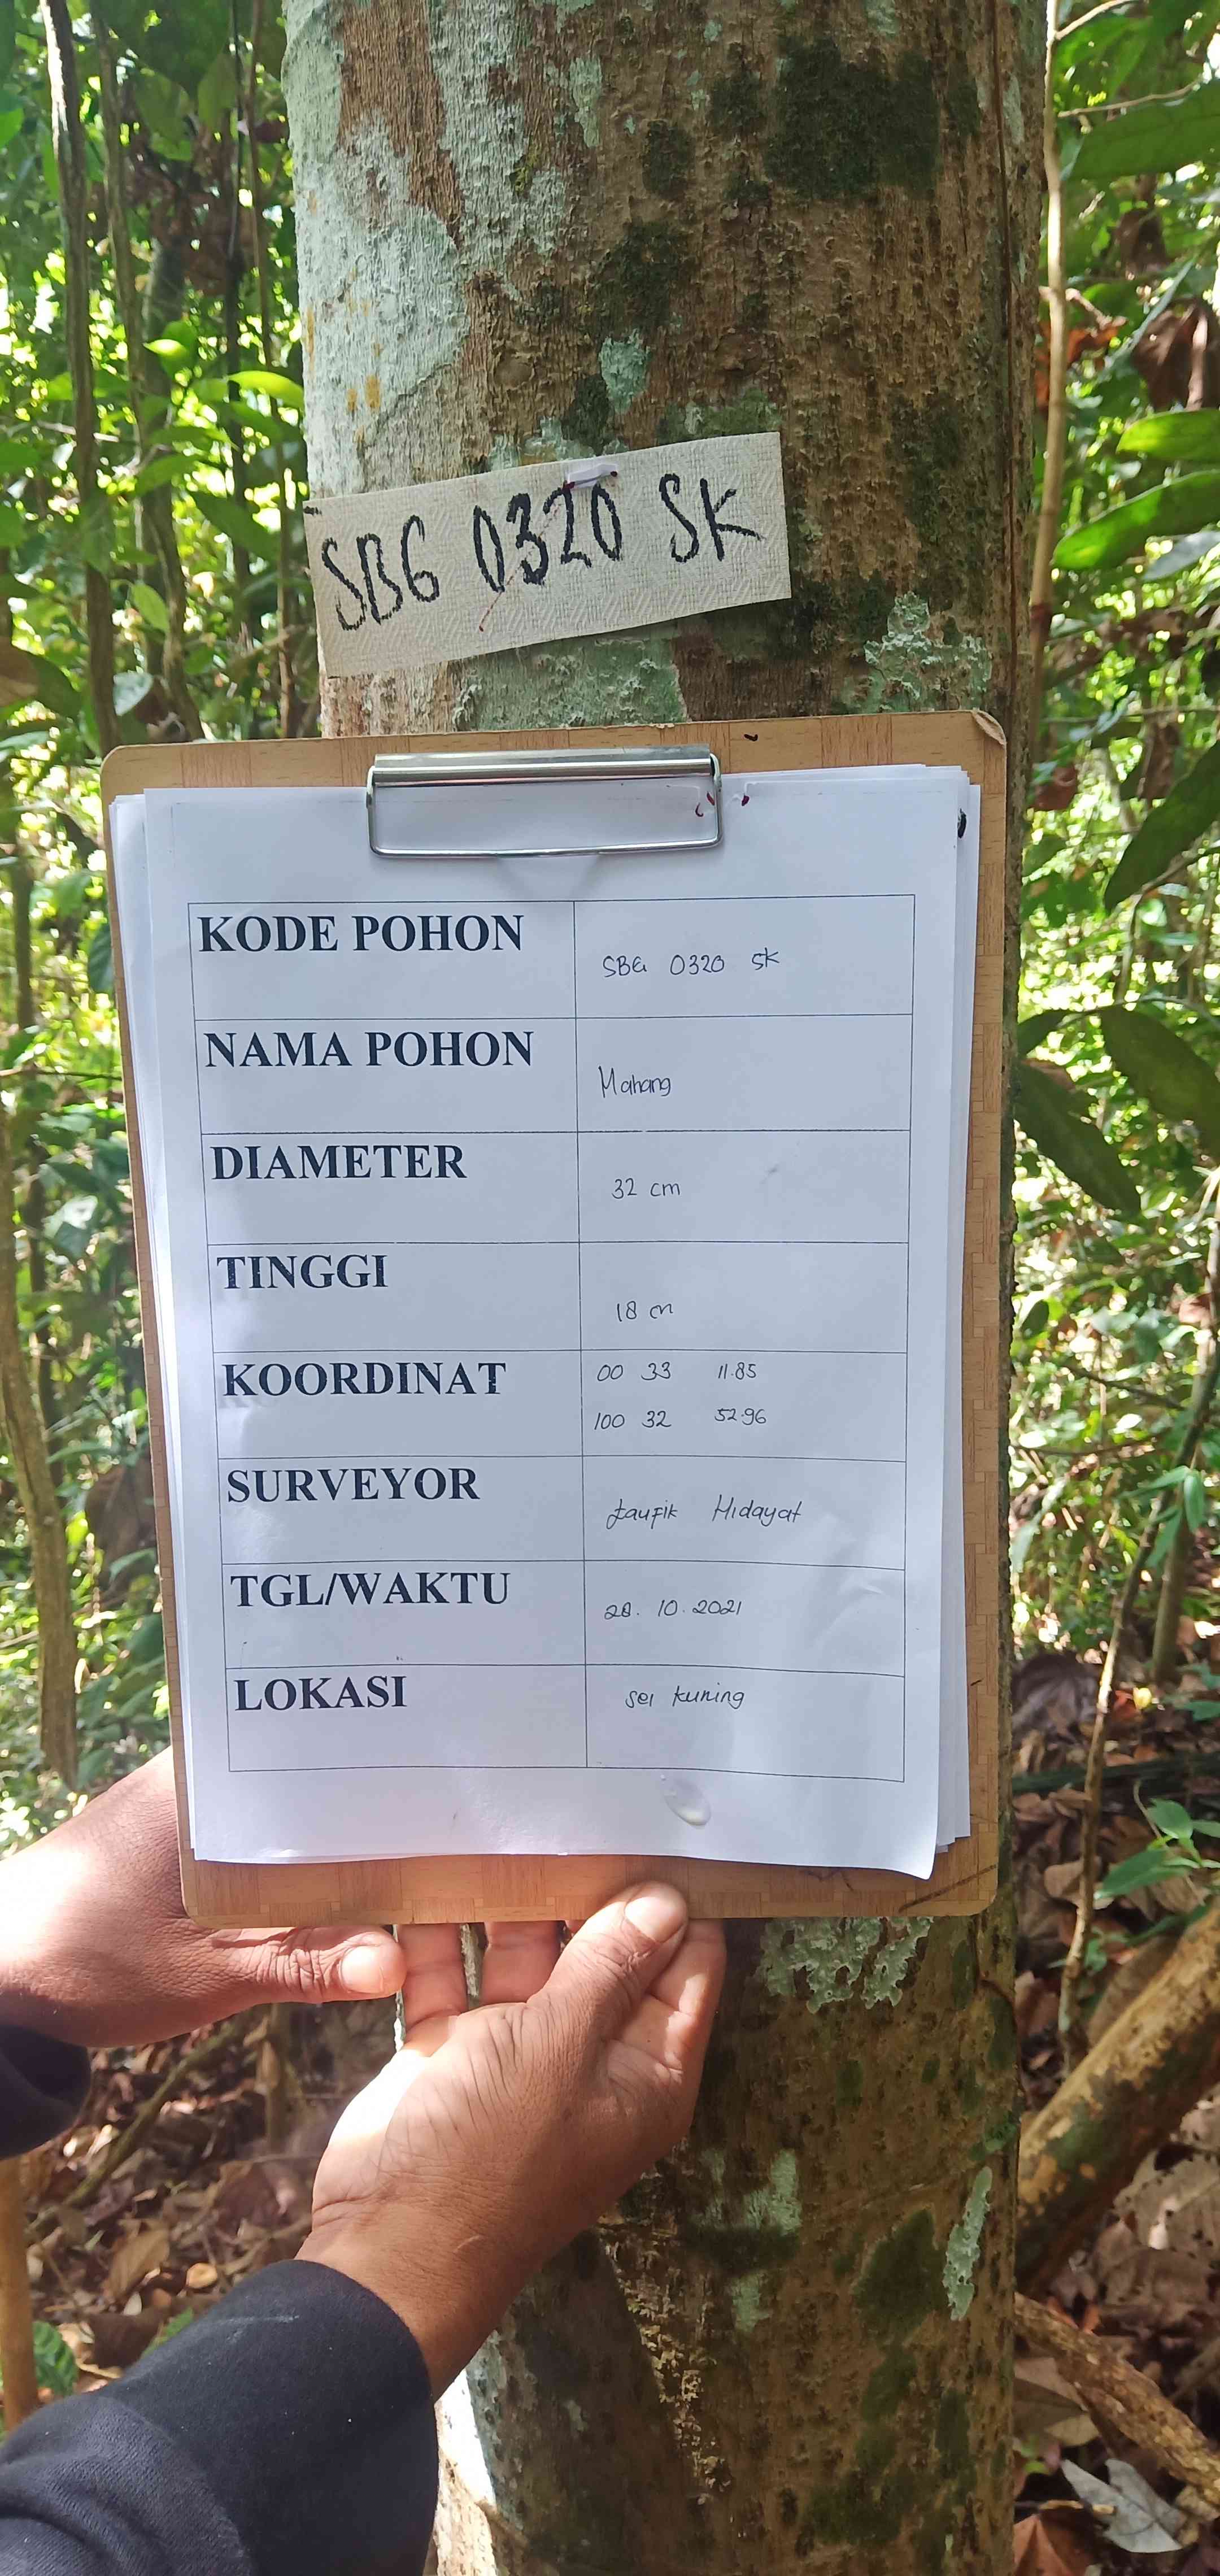 SBG 0320 SK
KODE POHON
SBG 0320 SK
NAMA POHON
Mahang
DIAMETER
32 cm
TINGGI
18 cm
KOORDINAT
00 33 11.85
100 32 52.96
SURVEYOR
taufik Hidayat
TGL/WAKTU
28. 10. 2021
LOKASI
sei kuning